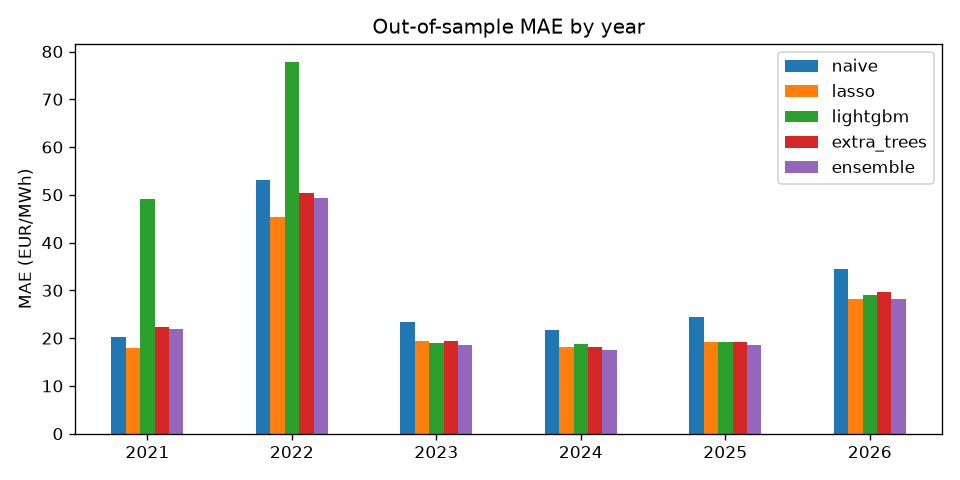 Out-of-sample MAE by year
MAE (EUR/MWh)
80
70
60
50
40
30
20
10
0
naive
lasso
lightgbm
extra_trees
ensemble
2021 2022 2023 2024 2025 2026